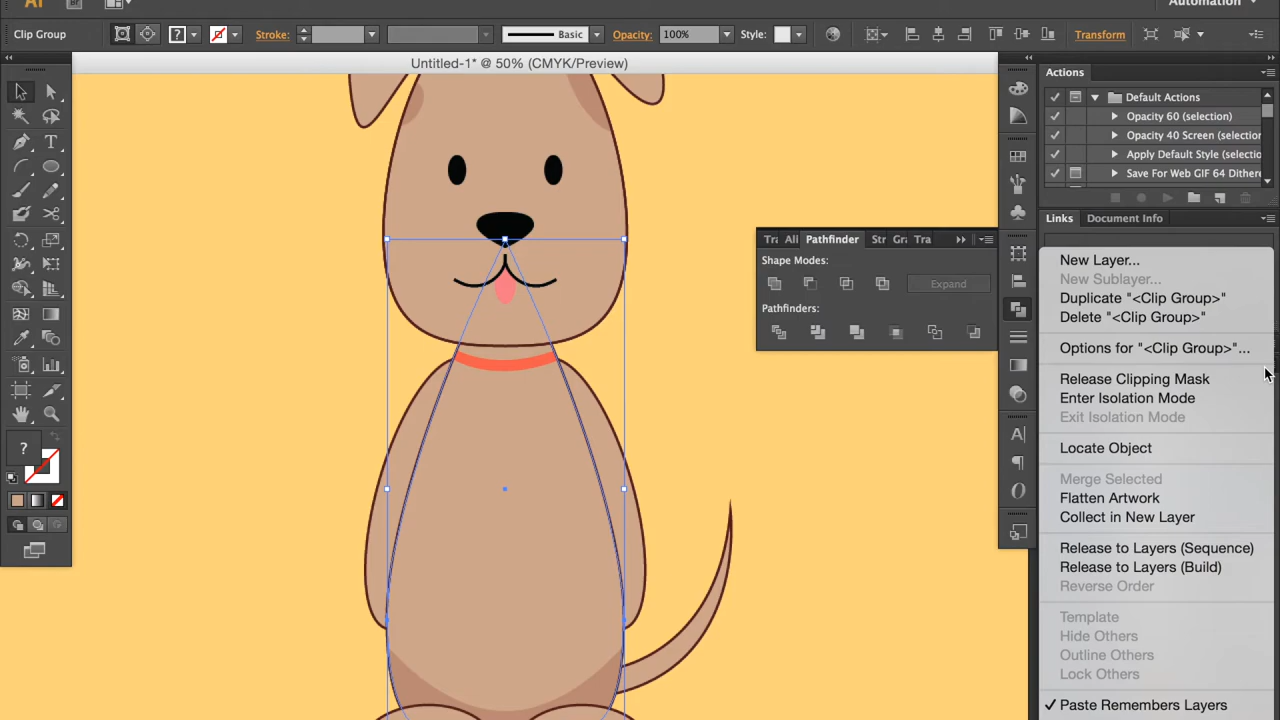 Automation
Clip Group
?
Stroke:
Basic
Opacity:
100%
Style:
Transform
Untitled-1* @ 50% (CMYK/Preview)
Actions
Default Actions
Opacity 60 (selection)
Opacity 40 Screen (selection
Apply Default Style (selectio
Save For Web GIF 64 Dithere
Links
Document Info
Tr
Al
Pathfinder
Str
Gr
Tra
Shape Modes:
Expand
Pathfinders:
New Layer...
New Sublayer...
Duplicate "<Clip Group>"
Delete "<Clip Group>"
Options for "<Clip Group>"...
Release Clipping Mask
Enter Isolation Mode
Exit Isolation Mode
Locate Object
Merge Selected
Flatten Artwork
Collect in New Layer
Release to Layers (Sequence)
Release to Layers (Build)
Reverse Order
Template
Hide Others
Outline Others
Lock Others
✓ Paste Remembers Layers
?